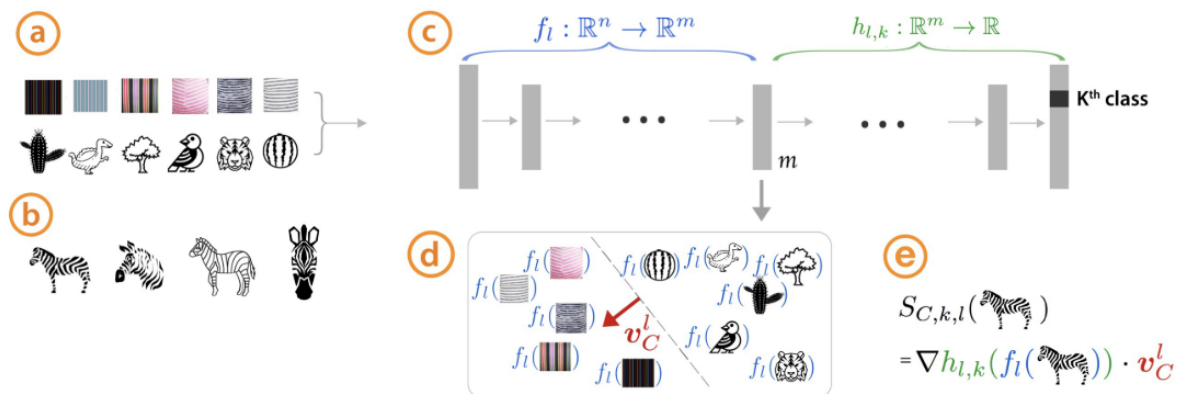 a
c
f_l : ℝ^n → ℝ^m
h_{l,k} : ℝ^m → ℝ
K^th class
m
b
d
f_l( )
f_l( )
f_l( )
f_l( )
f_l( )
f_l( )
f_l( )
f_l( )
v_C^l
f_l( )
f_l( )
f_l( )
e
S_{C,k,l}( )
= ∇h_{l,k}(f_l( )) · v_C^l